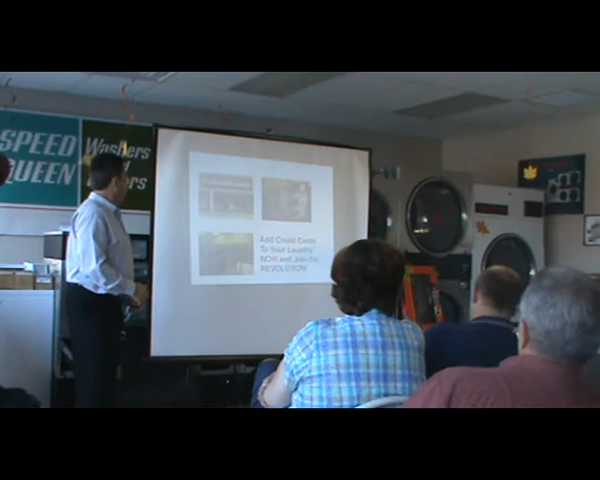 SPEED
QUEEN
Washers
Add Credit Cards
To Your Laundry
NOW and Join the
REVOLUTION!